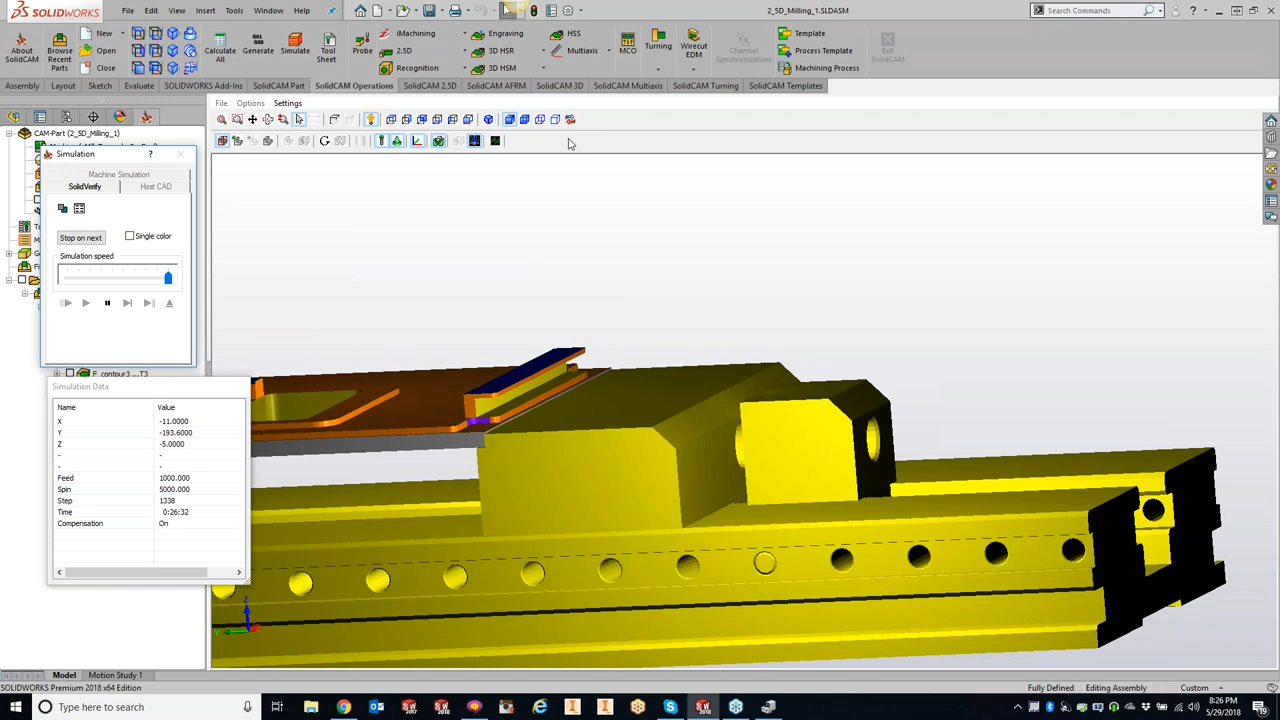 SOLIDWORKS
File Edit View Insert Tools Window Help
2_5D_Milling_1.SLDASM
Search Commands
About SolidCAM
Browse Recent Parts
New
Open
Close
Calculate All
Generate
Simulate
Tool Sheet
Probe
iMachining
2.5D
Recognition
Engraving
3D HSR
3D HSM
HSS
Multiaxis
MCO
Turning
Wirecut EDM
Channel Synchronization
Template
Process Template
Machining Process
Exit SolidCAM
Assembly Layout Sketch Evaluate SOLIDWORKS Add-Ins SolidCAM Part SolidCAM Operations SolidCAM 2.5D SolidCAM AFRM SolidCAM 3D SolidCAM Multiaxis SolidCAM Turning SolidCAM Templates
File Options Settings
CAM-Part (2_5D_Milling_1)
Simulation ?
Machine Simulation
SolidVerify Host CAD
Stop on next Single color
Simulation speed
F_contour3 ...T3
Simulation Data
Name Value
X -11.0000
Y -193.6000
Z -5.0000
- -
- -
Feed 1000.000
Spin 5000.000
Step 1338
Time 0:26:32
Compensation On
Z
Y
Model Motion Study 1
SOLIDWORKS Premium 2018 x64 Edition Fully Defined Editing Assembly Custom
Type here to search
8:26 PM
5/29/2018